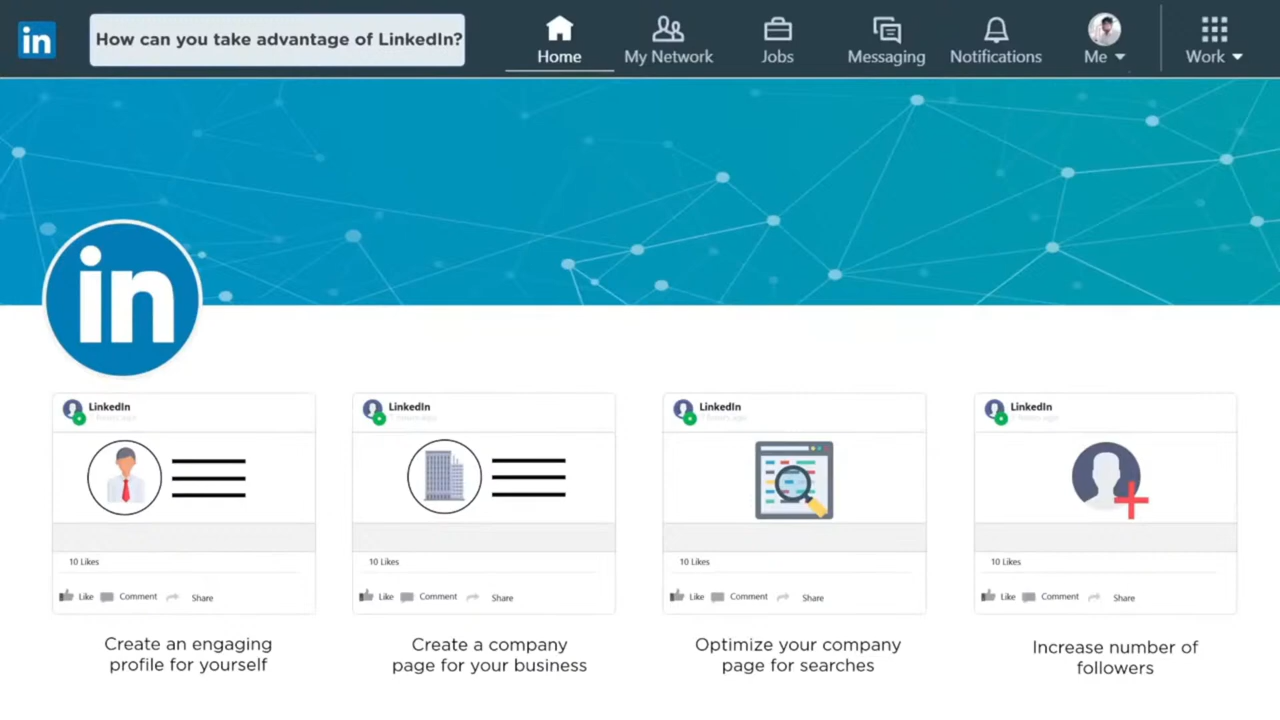 in
How can you take advantage of LinkedIn?
Home
My Network
Jobs
Messaging
Notifications
Me
Work
in
LinkedIn
LinkedIn
LinkedIn
LinkedIn
10 Likes
10 Likes
10 Likes
10 Likes
Like Comment Share
Like Comment Share
Like Comment Share
Like Comment Share
Create an engaging
profile for yourself
Create a company
page for your business
Optimize your company
page for searches
Increase number of
followers